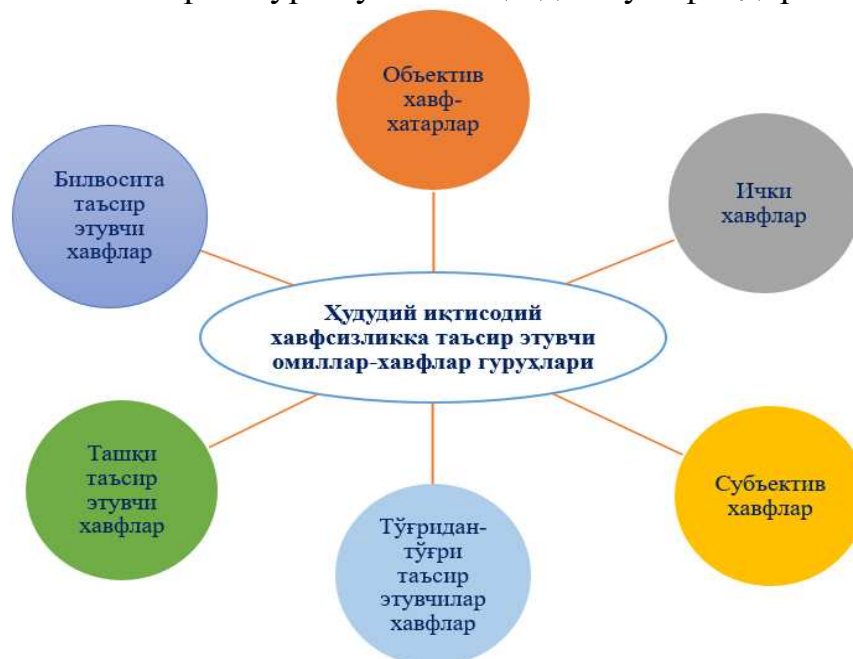 Объектив
хавф-
хатарлар
Билвосита
таъсир
этувчи
хавфлар
Ички
хавфлар
Ҳудудий иқтисодий
хавфсизликка таъсир этувчи
омиллар-хавфлар гуруҳлари
Ташқи
таъсир
этувчи
хавфлар
Субъектив
хавфлар
Тўғридан-
тўғри
таъсир
этувчилар
хавфлар